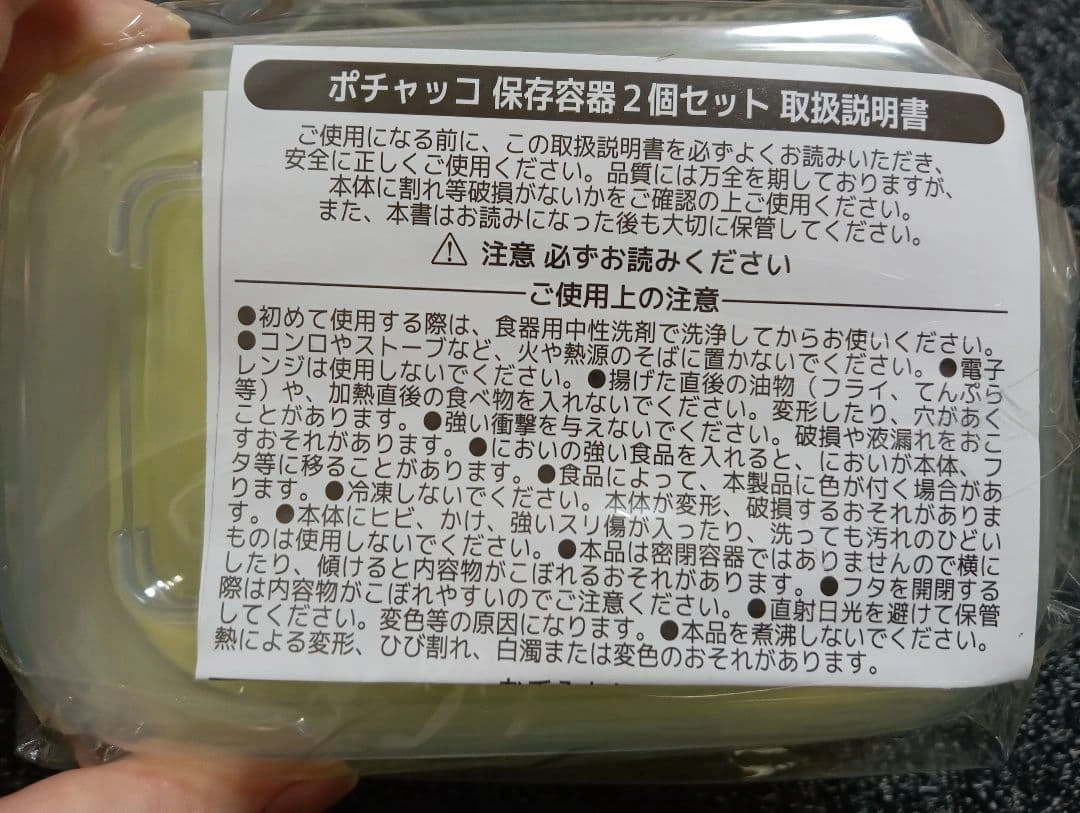 ポチャッコ 保存容器２個セット 取扱説明書
ご使用になる前に、この取扱説明書を必ずよくお読みいただき、
安全に正しくご使用ください。品質には万全を期しておりますが、
本体に割れ等破損がないかをご確認の上ご使用ください。
また、本書はお読みになった後も大切に保管してください。
⚠ 注意 必ずお読みください
ご使用上の注意
●初めて使用する際は、食器用中性洗剤で洗浄してからお使いください。
●コンロやストーブなど、火や熱源のそばに置かないでください。●電子
レンジは使用しないでください。●揚げた直後の油物（フライ、てんぷら
等）や、加熱直後の食べ物を入れないでください。変形したり、穴があく
ことがあります。●強い衝撃を与えないでください。破損や液漏れをおこ
すおそれがあります。●においの強い食品を入れると、においが本体、フ
タ等に移ることがあります。●食品によって、本製品に色が付く場合があ
ります。●冷凍しないでください。本体が変形、破損するおそれがありま
す。●本体にヒビ、かけ、強いスリ傷が入ったり、洗っても汚れのひどい
ものは使用しないでください。●本品は密閉容器ではありませんので横に
したり、傾けると内容物がこぼれるおそれがあります。●フタを開閉する
際は内容物がこぼれやすいのでご注意ください。●直射日光を避けて保管
してください。変色等の原因になります。●本品を煮沸しないでください。
熱による変形、ひび割れ、白濁または変色のおそれがあります。